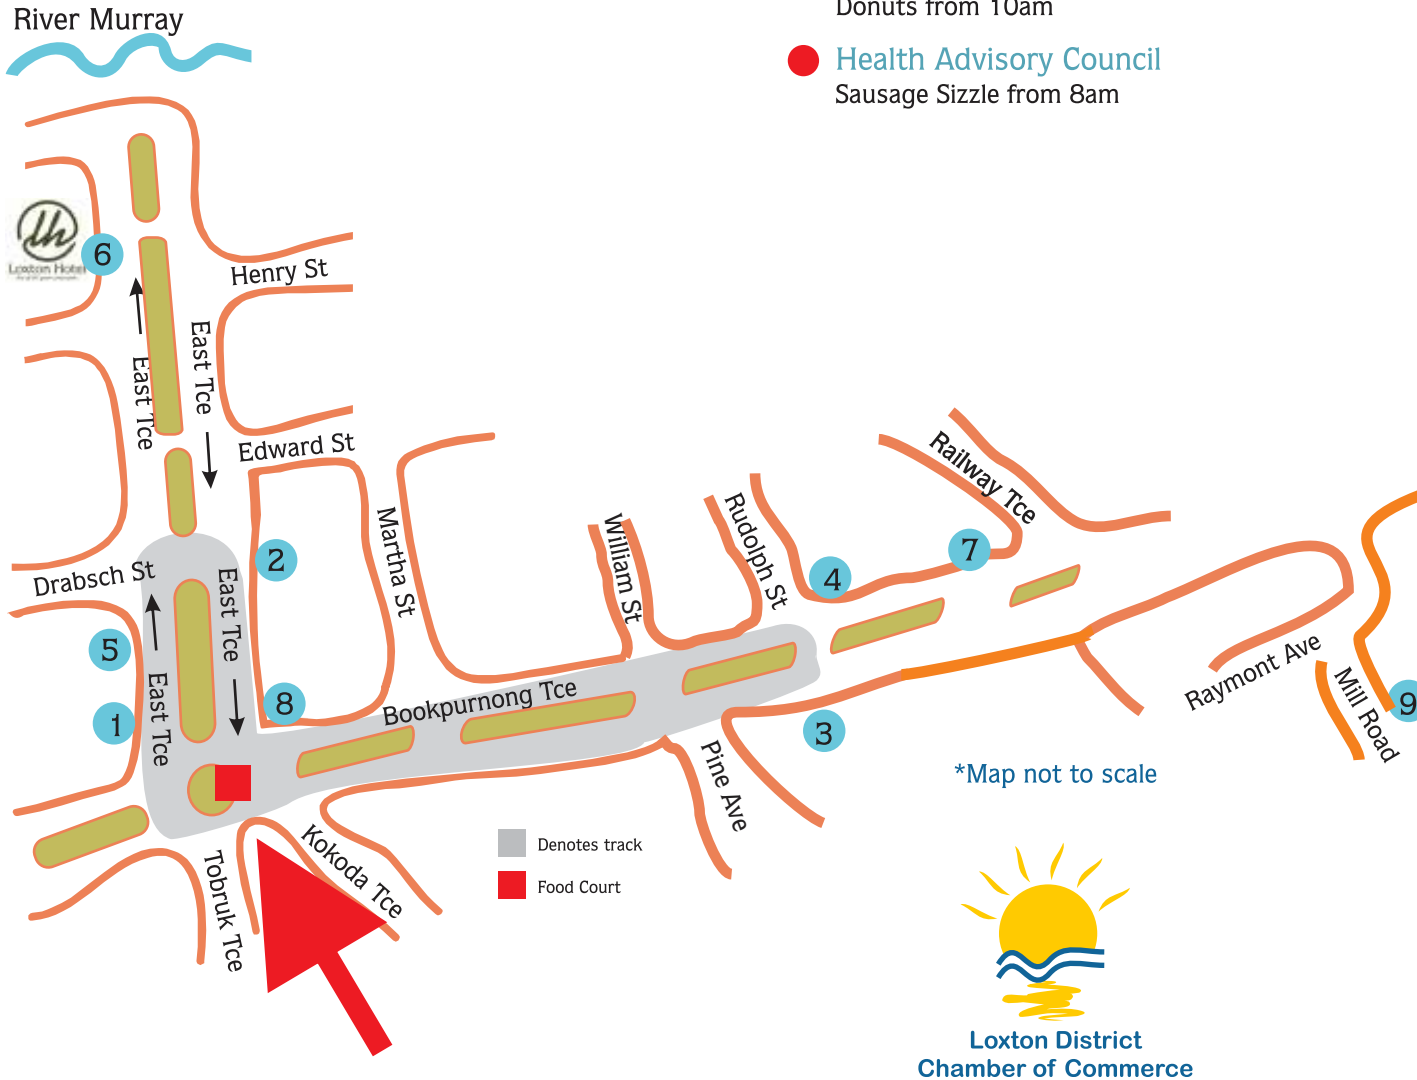 River Murray
Donuts from 10am
Health Advisory Council
Sausage Sizzle from 8am
lh
Loxton Hotel
6
Henry St
East Tce
East Tce
Edward St
Railway Tce
Martha St
William St
Rudolph St
2
7
4
Drabsch St
East Tce
5
East Tce
1
8
Bookpurnong Tce
3
Pine Ave
Raymont Ave
Mill Road
9
*Map not to scale
Kokoda Tce
Tobruk Tce
Denotes track
Food Court
Loxton District
Chamber of Commerce